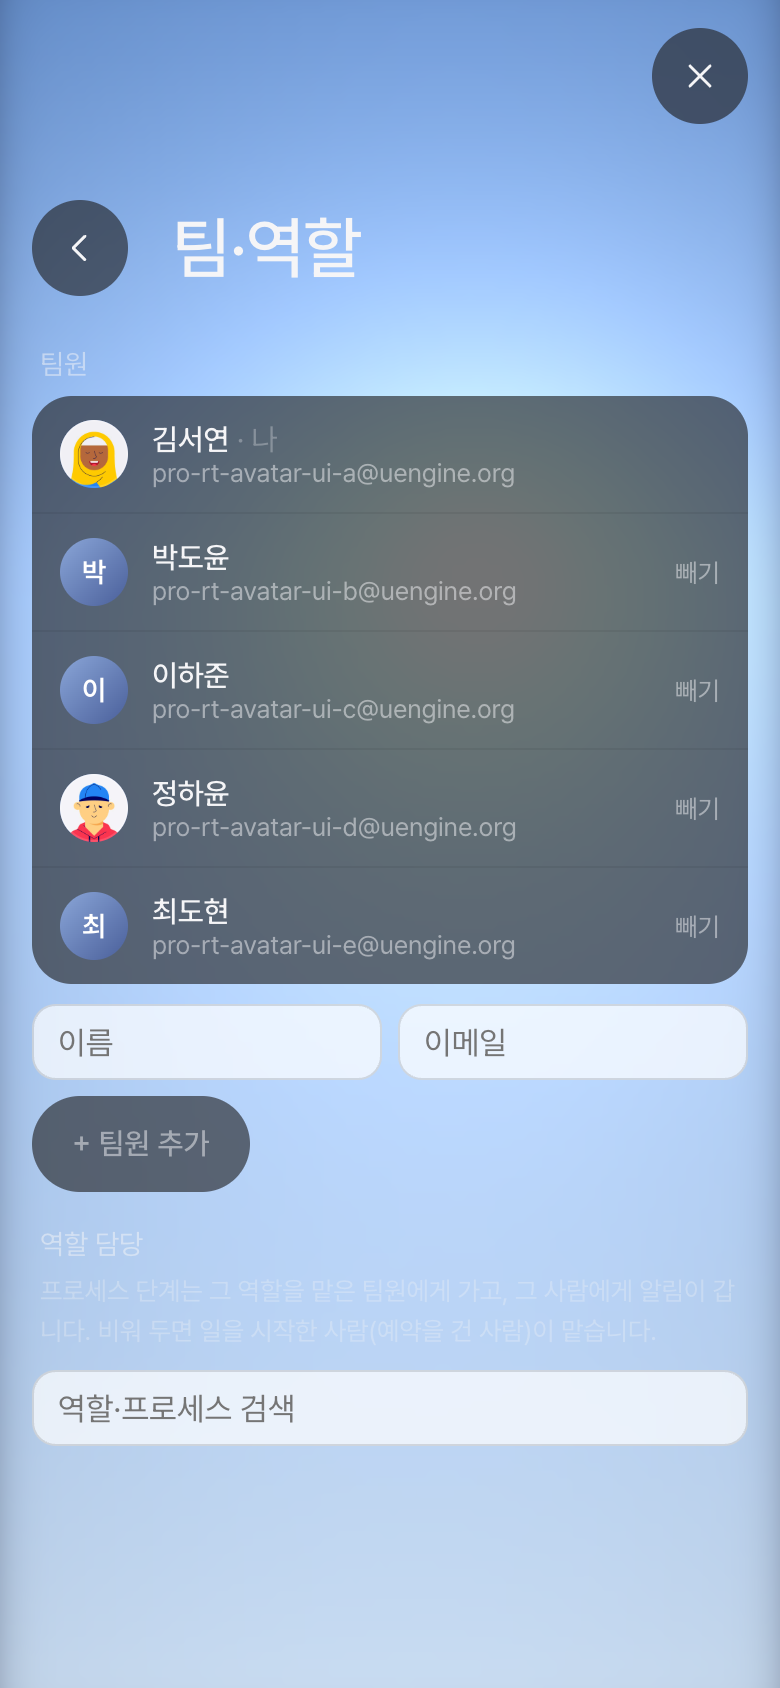 팀·역할
팀원
김서연 · 나
pro-rt-avatar-ui-a@uengine.org
박
박도윤
pro-rt-avatar-ui-b@uengine.org
빼기
이
이하준
pro-rt-avatar-ui-c@uengine.org
빼기
정하윤
pro-rt-avatar-ui-d@uengine.org
빼기
최
최도현
pro-rt-avatar-ui-e@uengine.org
빼기
이름
이메일
+ 팀원 추가
역할 담당
프로세스 단계는 그 역할을 맡은 팀원에게 가고, 그 사람에게 알림이 갑
니다. 비워 두면 일을 시작한 사람(예약을 건 사람)이 맡습니다.
역할·프로세스 검색